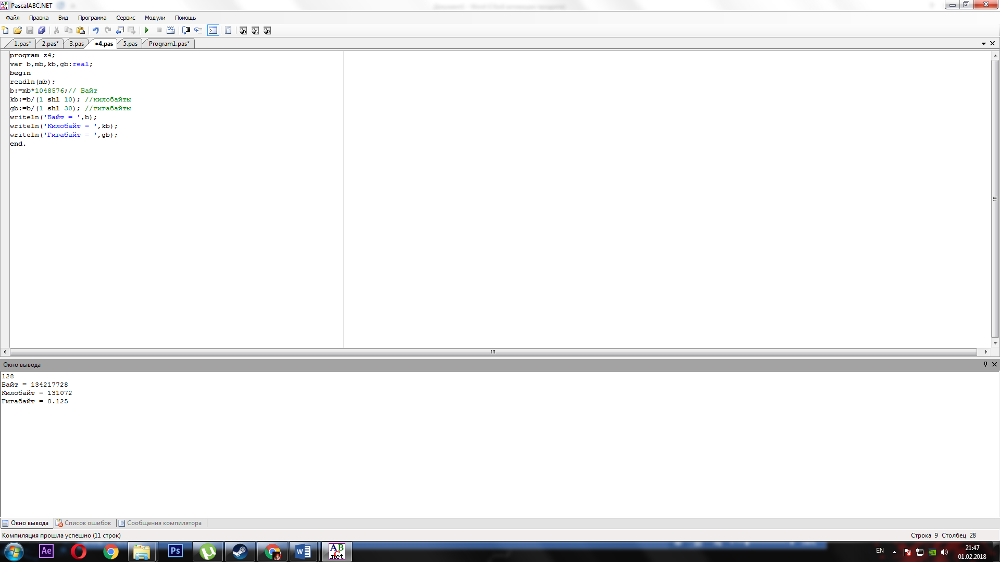 PascalABC.NET
Файл Правка Вид Программа Сервис Модули Помощь
1.pas* 2.pas* 3.pas •4.pas 5.pas Program1.pas*
program z4;
var b,mb,kb,gb:real;
begin
readln(mb);
b:=mb*1048576;// Байт
kb:=b/(1 shl 10); //килобайты
gb:=b/(1 shl 30); //гигабайты
writeln('Байт = ',b);
writeln('Килобайт = ',kb);
writeln('Гигабайт = ',gb);
end.
Окно вывода
128
Байт = 134217728
Килобайт = 131072
Гигабайт = 0.125
Окно вывода Список ошибок Сообщения компилятора
Компиляция прошла успешно (11 строк) Строка 9 Столбец 28
Ae Ps W AB C .net EN 21:47
01.02.2018